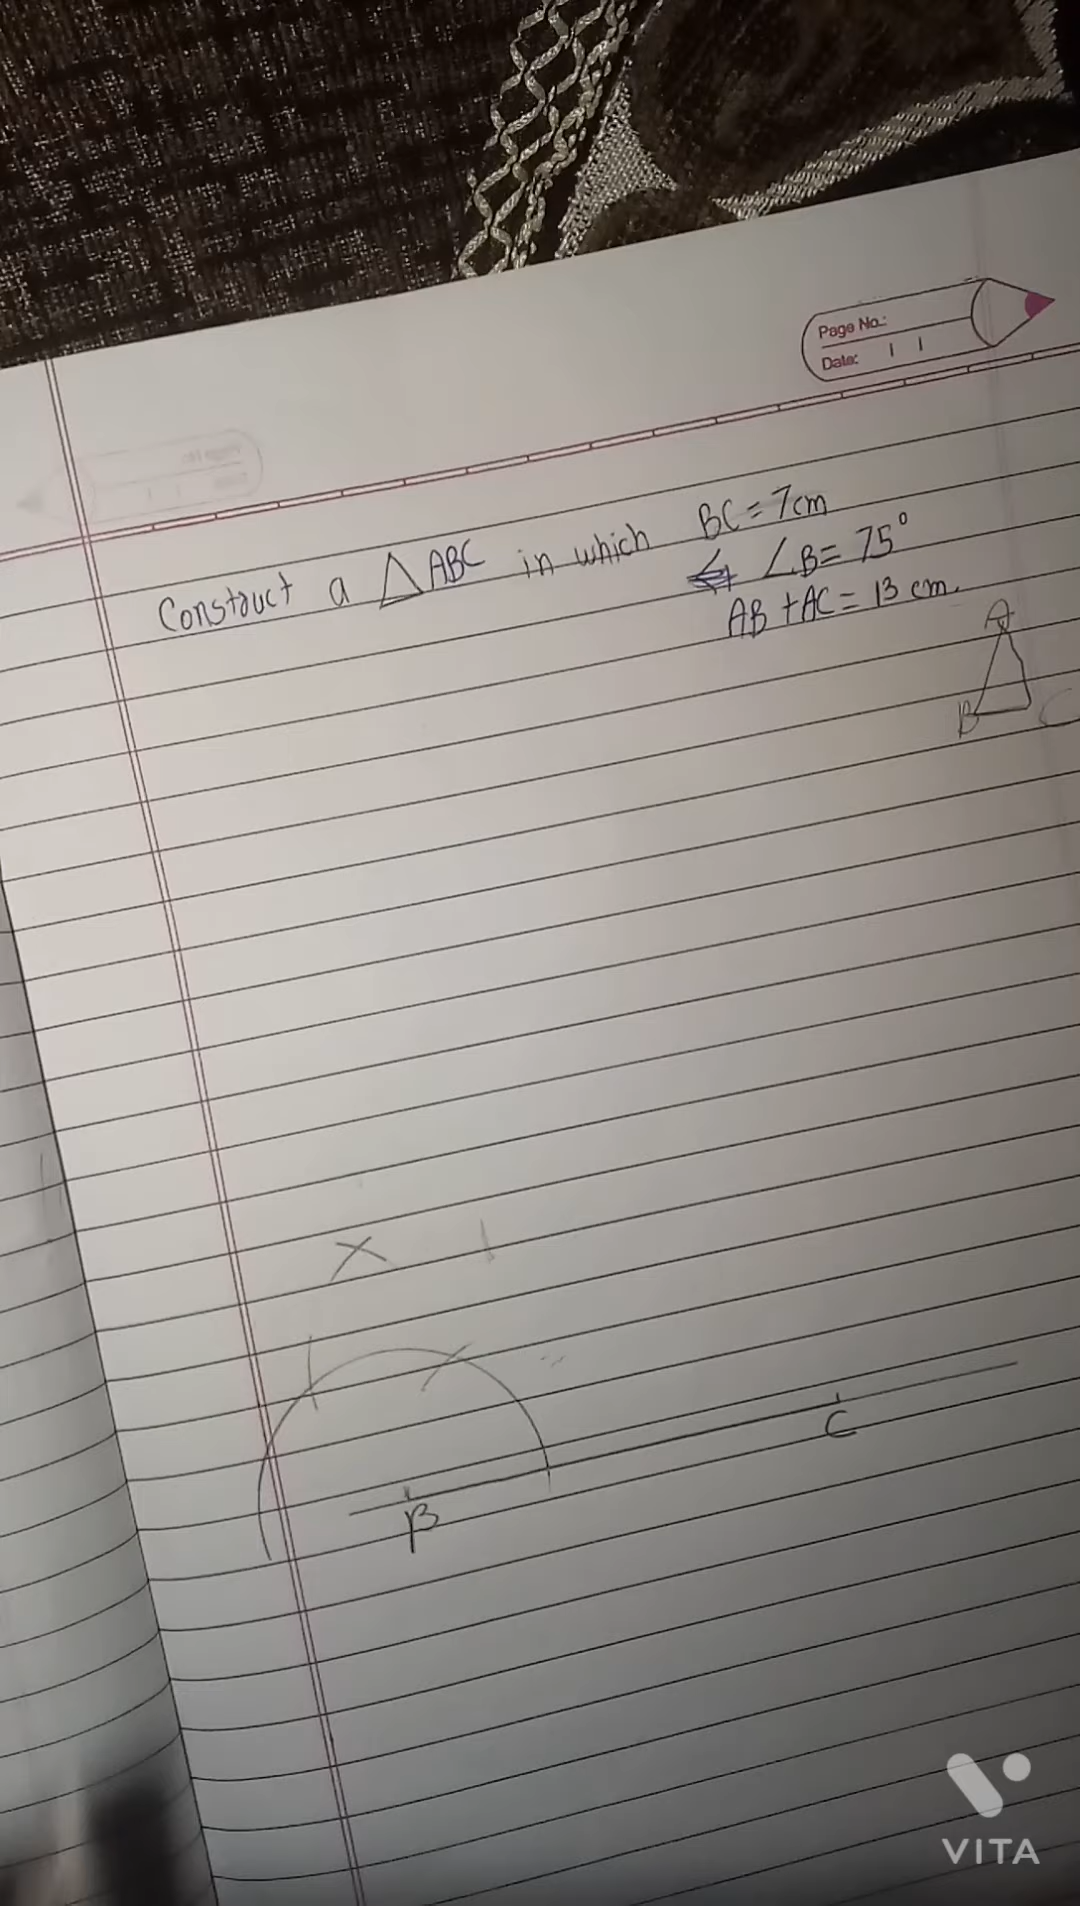 Page No.:
Date:
Construct a △ABC in which BC = 7cm
∠B = 75°
AB + AC = 13 cm.
A
B C
C
B
VITA